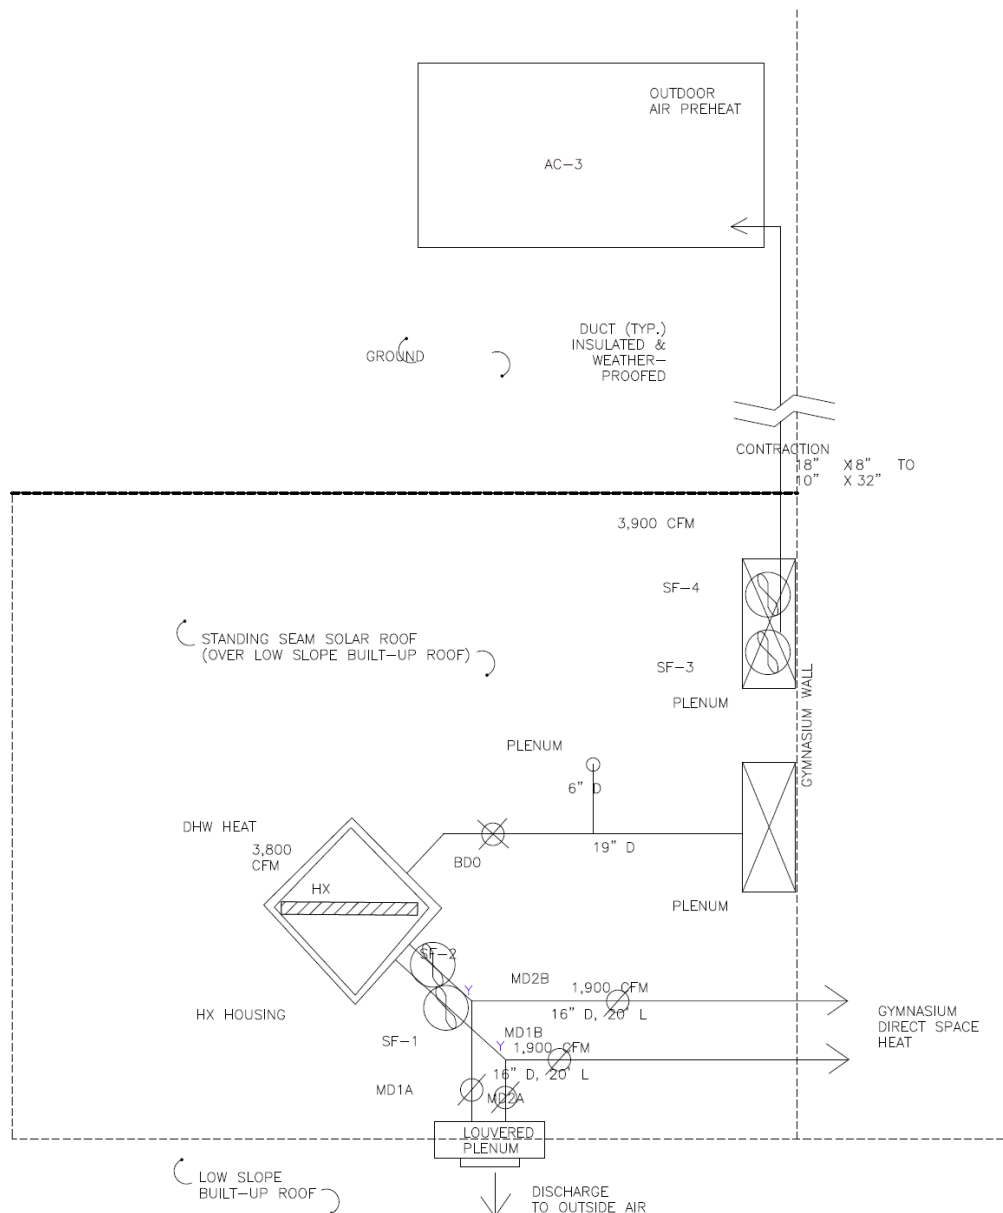 OUTDOOR
AIR PREHEAT
AC-3
DUCT (TYP.)
INSULATED &
WEATHER-
PROOFED
GROUND
CONTRACTION
18" X18" TO
10" X 32"
3,900 CFM
SF-4
STANDING SEAM SOLAR ROOF
(OVER LOW SLOPE BUILT-UP ROOF)
SF-3
PLENUM
GYMNASIUM WALL
PLENUM
6" D
DHW HEAT
3,800
CFM
BDO
19" D
HX
PLENUM
SF-2
MD2B
1,900 CFM
16" D, 20' L
HX HOUSING
GYMNASIUM
DIRECT SPACE
HEAT
Y
SF-1
MD1B
Y
1,900 CFM
16" D, 20' L
MD1A
MD2A
LOUVERED
PLENUM
LOW SLOPE
BUILT-UP ROOF
DISCHARGE
TO OUTSIDE AIR